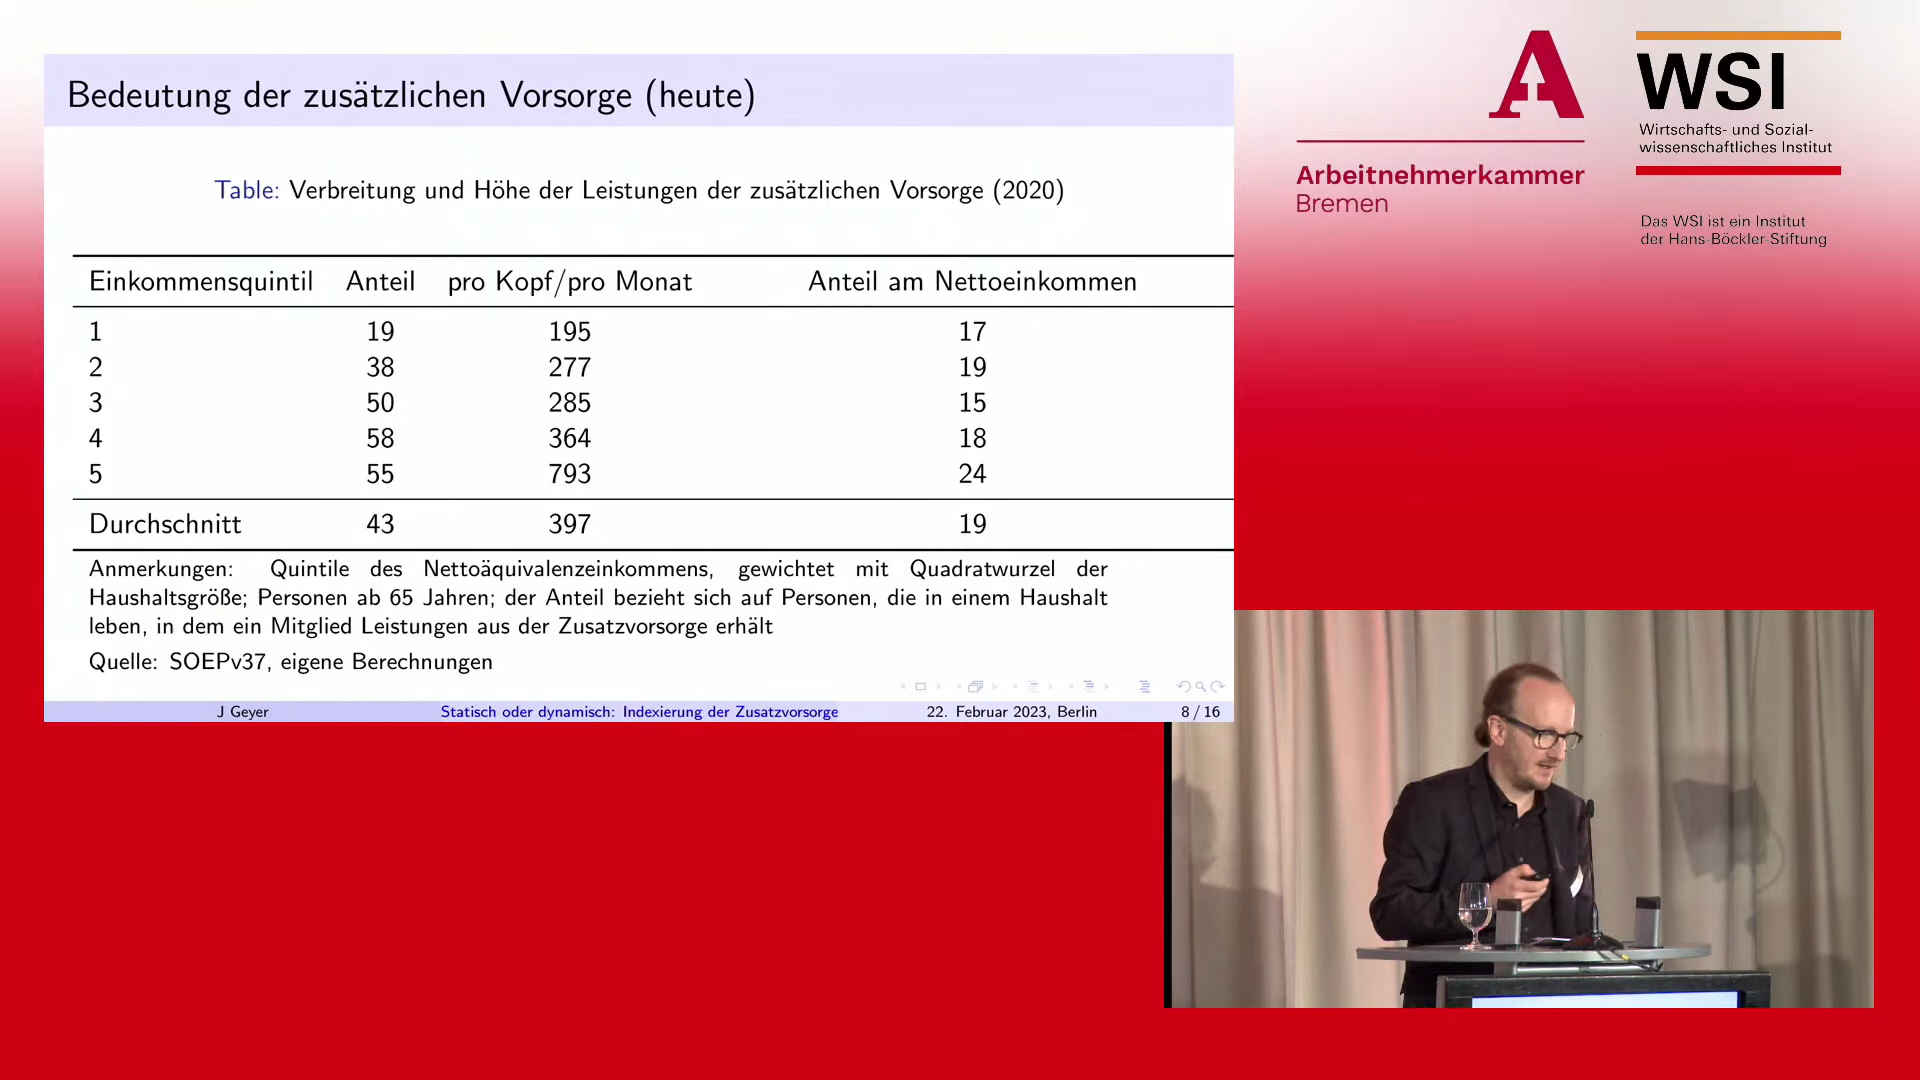 Bedeutung der zusätzlichen Vorsorge (heute)
Table: Verbreitung und Höhe der Leistungen der zusätzlichen Vorsorge (2020)
Einkommensquintil Anteil pro Kopf/pro Monat Anteil am Nettoeinkommen
1 19 195 17
2 38 277 19
3 50 285 15
4 58 364 18
5 55 793 24
Durchschnitt 43 397 19
Anmerkungen: Quintile des Nettoäquivalenzeinkommens, gewichtet mit Quadratwurzel der
Haushaltsgröße; Personen ab 65 Jahren; der Anteil bezieht sich auf Personen, die in einem Haushalt
leben, in dem ein Mitglied Leistungen aus der Zusatzvorsorge erhält
Quelle: SOEPv37, eigene Berechnungen
J Geyer Statisch oder dynamisch: Indexierung der Zusatzvorsorge 22. Februar 2023, Berlin 8 / 16
A
Arbeitnehmerkammer
Bremen
WSI
Wirtschafts- und Sozial-
wissenschaftliches Institut
Das WSI ist ein Institut
der Hans-Böckler-Stiftung